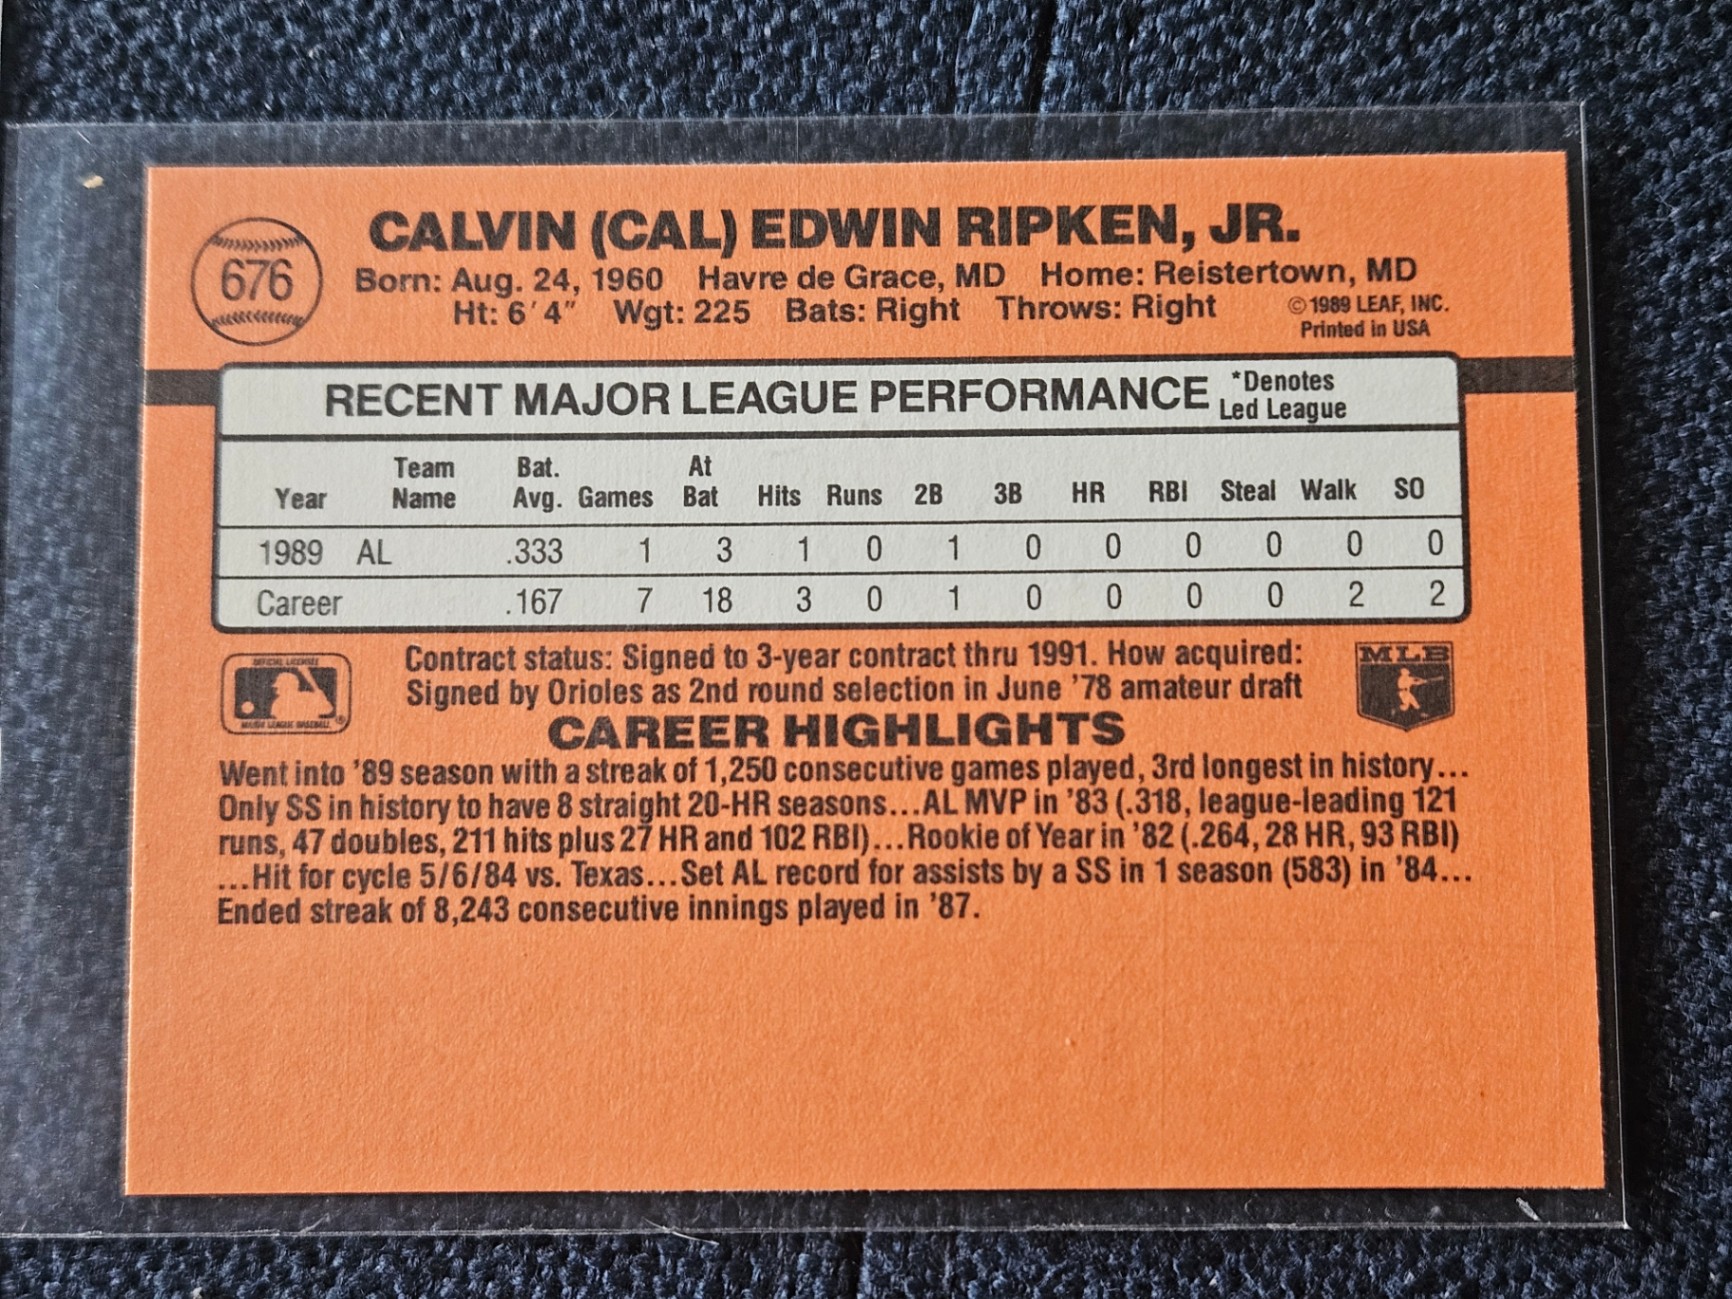 676
CALVIN (CAL) EDWIN RIPKEN, JR.
Born: Aug. 24, 1960 Havre de Grace, MD Home: Reistertown, MD
Ht: 6'4" Wgt: 225 Bats: Right Throws: Right
©1989 LEAF, INC.
Printed in USA
RECENT MAJOR LEAGUE PERFORMANCE
*Denotes
Led League
Year Team Name Bat. Avg. Games At Bat Hits Runs 2B 3B HR RBI Steal Walk SO
1989 AL .333 1 3 1 0 1 0 0 0 0 0 0
Career .167 7 18 3 0 1 0 0 0 0 2 2
Contract status: Signed to 3-year contract thru 1991. How acquired:
Signed by Orioles as 2nd round selection in June '78 amateur draft
OFFICIAL LICENSEE
MAJOR LEAGUE BASEBALL ®
MLB
CAREER HIGHLIGHTS
Went into '89 season with a streak of 1,250 consecutive games played, 3rd longest in history...
Only SS in history to have 8 straight 20-HR seasons...AL MVP in '83 (.318, league-leading 121
runs, 47 doubles, 211 hits plus 27 HR and 102 RBI)...Rookie of Year in '82 (.264, 28 HR, 93 RBI)
...Hit for cycle 5/6/84 vs. Texas...Set AL record for assists by a SS in 1 season (583) in '84...
Ended streak of 8,243 consecutive innings played in '87.